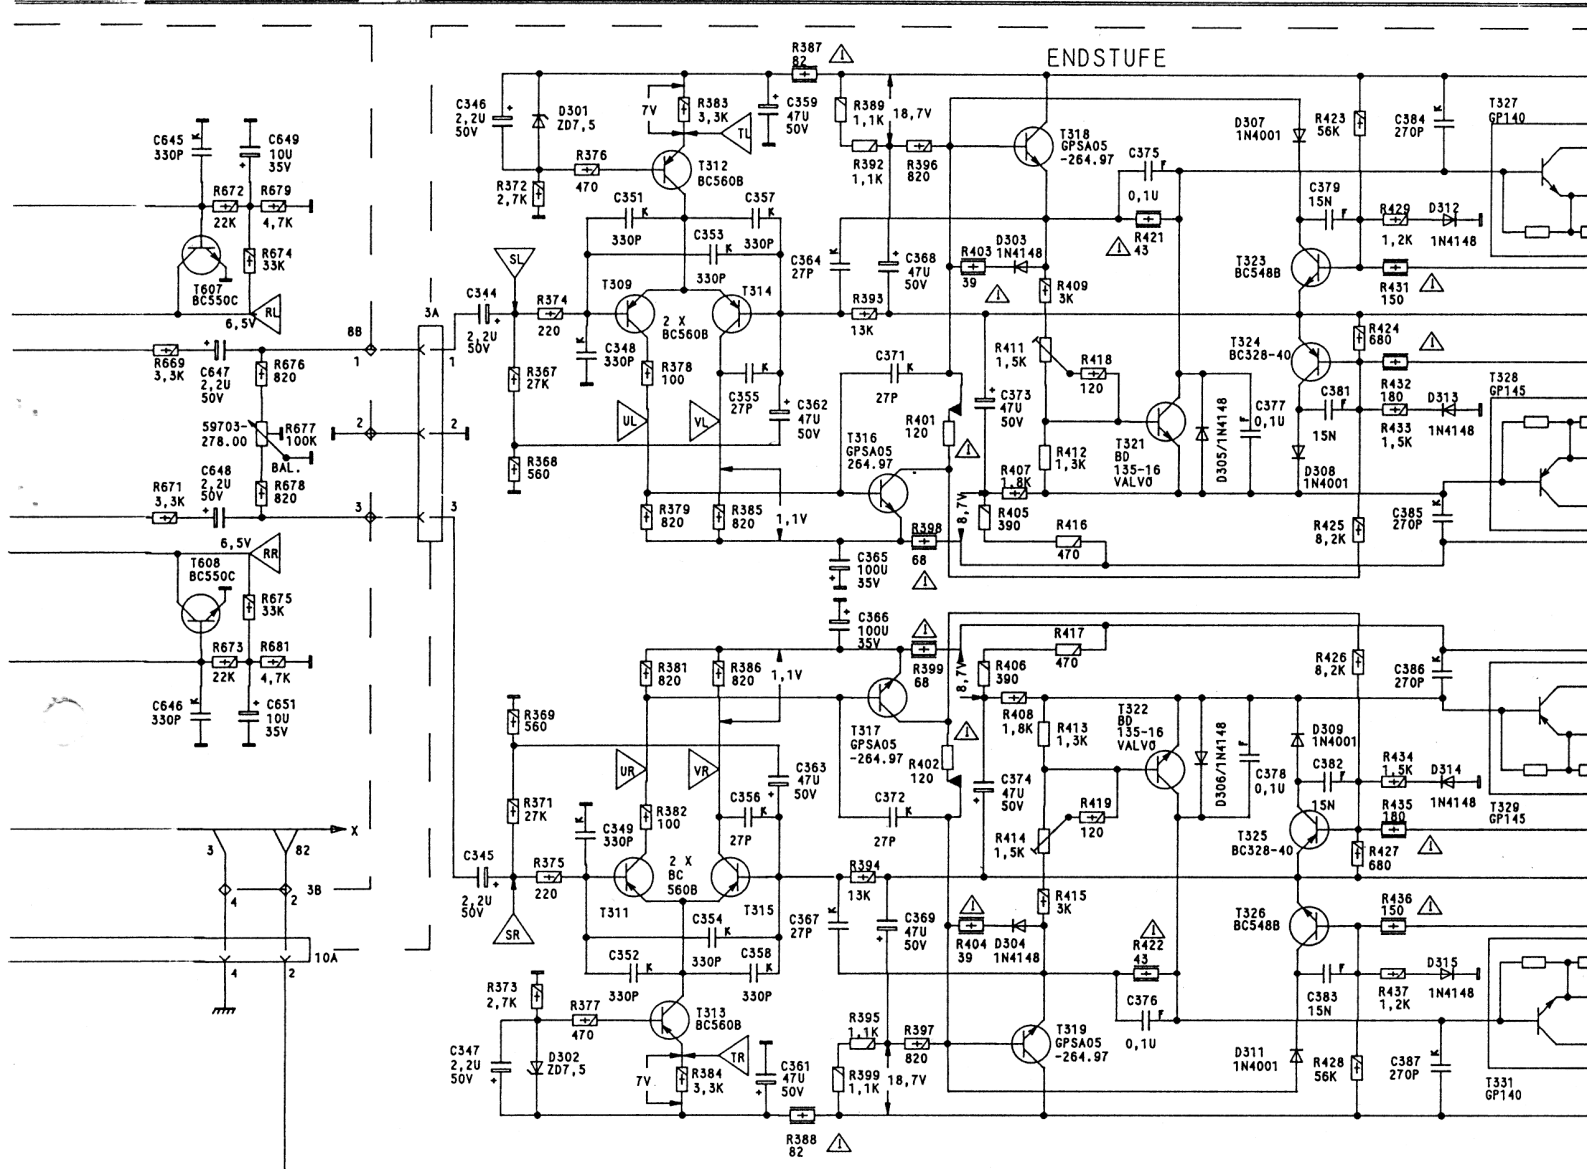 ENDSTUFE
R387
82
C346
2,2U
50V
D301
ZD7,5
7V
R383
3,3K
C359
47U
50V
R389
1,1K
18,7V
T318
GPSA05
-264.97
D307
1N4001
R423
56K
C384
270P
K
T327
GP140
C645
330P
K
C649
10U
35V
R376
470
T312
BC560B
TL
R392
1,1K
R396
820
C375
0,1U
F
R672
22K
R679
4,7K
R372
2,7K
C351
330P
K
C357
330P
K
C353
330P
K
C379
15N
F
R429
1,2K
D312
1N4148
R674
33K
T607
BC550C
SL
C364
27P
K
C368
47U
50V
R403
39
D303
1N4148
R421
43
T323
BC548B
R431
150
RL
6,5V
8B
3A
C344
2,2U
50V
R374
220
T309
2 X
BC560B
T314
R393
13K
R409
3K
R424
680
R669
3,3K
C647
2,2U
50V
R676
820
1
1
R367
27K
C348
330P
K
R378
100
C355
27P
K
C362
47U
50V
C371
27P
K
C373
47U
50V
R411
1,5K
R418
120
T324
BC328-40
R432
180
C381
15N
F
D313
1N4148
T328
GP145
59703-
278.00
R677
100K
BAL.
2
2
UL
VL
R401
120
T316
GPSA05
264.97
R412
1,3K
T321
BD
135-16
VALVO
D305/1N4148
C377
0,1U
F
R433
1,5K
C648
2,2U
50V
R678
820
R368
560
R407
1,8K
D308
1N4001
R671
3,3K
3
3
R379
820
R385
820
1,1V
R398
68
8,7V
R405
390
R416
470
R425
8,2K
C385
270P
K
6,5V
RR
T608
BC550C
C365
100U
35V
R675
33K
C366
100U
35V
R673
22K
R681
4,7K
R381
820
R386
820
1,1V
R399
68
8,7V
R406
390
R417
470
R426
8,2K
C386
270P
K
C646
330P
K
C651
10U
35V
R369
560
T317
GPSA05
-264.97
R408
1,8K
R413
1,3K
T322
BD
135-16
VALVO
D306/1N4148
D309
1N4001
UR
VR
R402
120
C363
47U
50V
C374
47U
50V
C378
0,1U
F
C382
15N
F
R434
1,5K
D314
1N4148
R371
27K
R382
100
C356
27P
K
C372
27P
K
R419
120
R435
180
T329
GP145
X
3
82
C349
330P
K
R414
1,5K
T325
BC328-40
R427
680
C345
2,2U
50V
R375
220
2 X
BC
560B
R394
13K
4
2
3B
T311
T315
R415
3K
R436
150
SR
C354
330P
K
C367
27P
K
C369
47U
50V
R404
39
D304
1N4148
R422
43
T326
BC548B
10A
4
2
C352
330P
K
C358
330P
K
C383
15N
F
R437
1,2K
D315
1N4148
R373
2,7K
R377
470
T313
BC560B
R395
1,1K
R397
820
T319
GPSA05
-264.97
C376
0,1U
F
C347
2,2U
50V
D302
ZD7,5
7V
R384
3,3K
TR
C361
47U
50V
R399
1,1K
18,7V
D311
1N4001
R428
56K
C387
270P
K
T331
GP140
R388
82